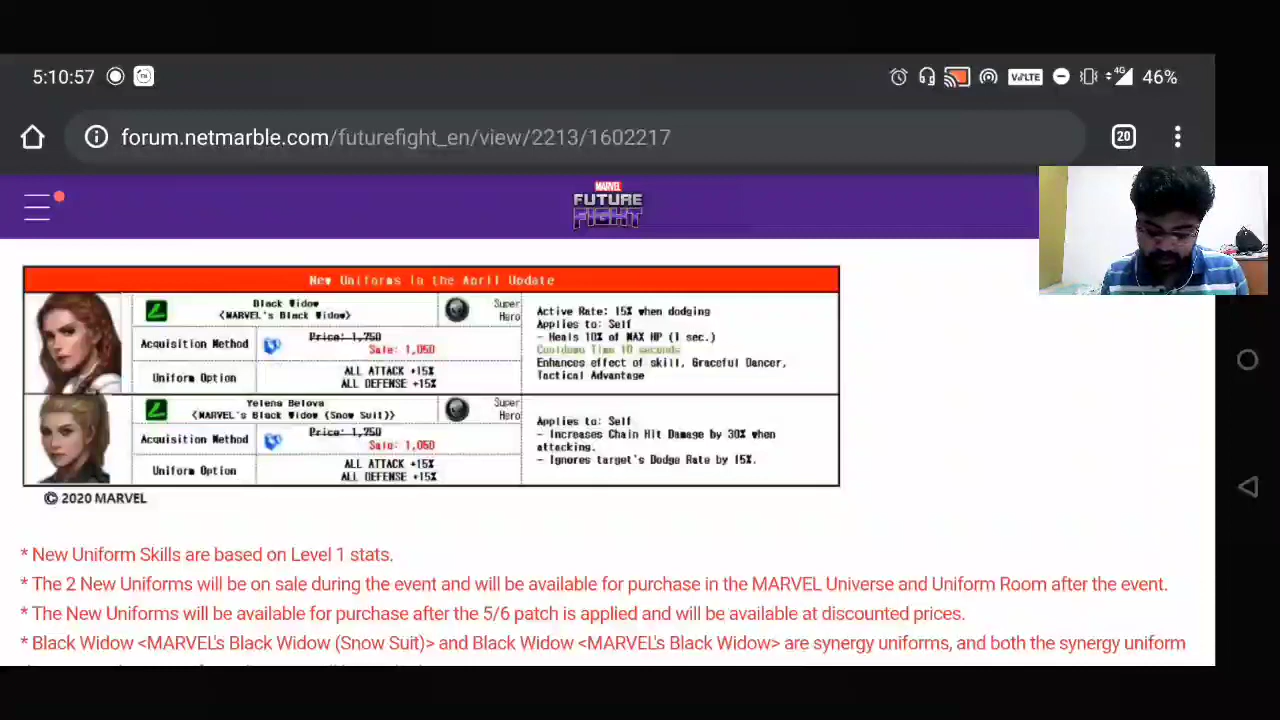 5:10:57
VoLTE
4G
46%
forum.netmarble.com/futurefight_en/view/2213/1602217
20
MARVEL
FUTURE
FIGHT
New Uniforms in the April Update
Black Widow
<MARVEL's Black Widow>
Super
Hero
Acquisition Method
Price: 1,750
Sale: 1,050
Uniform Option
ALL ATTACK +15%
ALL DEFENSE +15%
Active Rate: 15% when dodging
Applies to: Self
- Heals 10% of MAX HP (1 sec.)
Cooldown Time 10 seconds
Enhances effect of skill, Graceful Dancer,
Tactical Advantage
Yelena Belova
<MARVEL's Black Widow (Snow Suit)>
Super
Hero
Acquisition Method
Price: 1,750
Sale: 1,050
Uniform Option
ALL ATTACK +15%
ALL DEFENSE +15%
Applies to: Self
- Increases Chain Hit Damage by 30% when
attacking.
- Ignores target's Dodge Rate by 15%.
© 2020 MARVEL
* New Uniform Skills are based on Level 1 stats.
* The 2 New Uniforms will be on sale during the event and will be available for purchase in the MARVEL Universe and Uniform Room after the event.
* The New Uniforms will be available for purchase after the 5/6 patch is applied and will be available at discounted prices.
* Black Widow <MARVEL's Black Widow (Snow Suit)> and Black Widow <MARVEL's Black Widow> are synergy uniforms, and both the synergy uniform